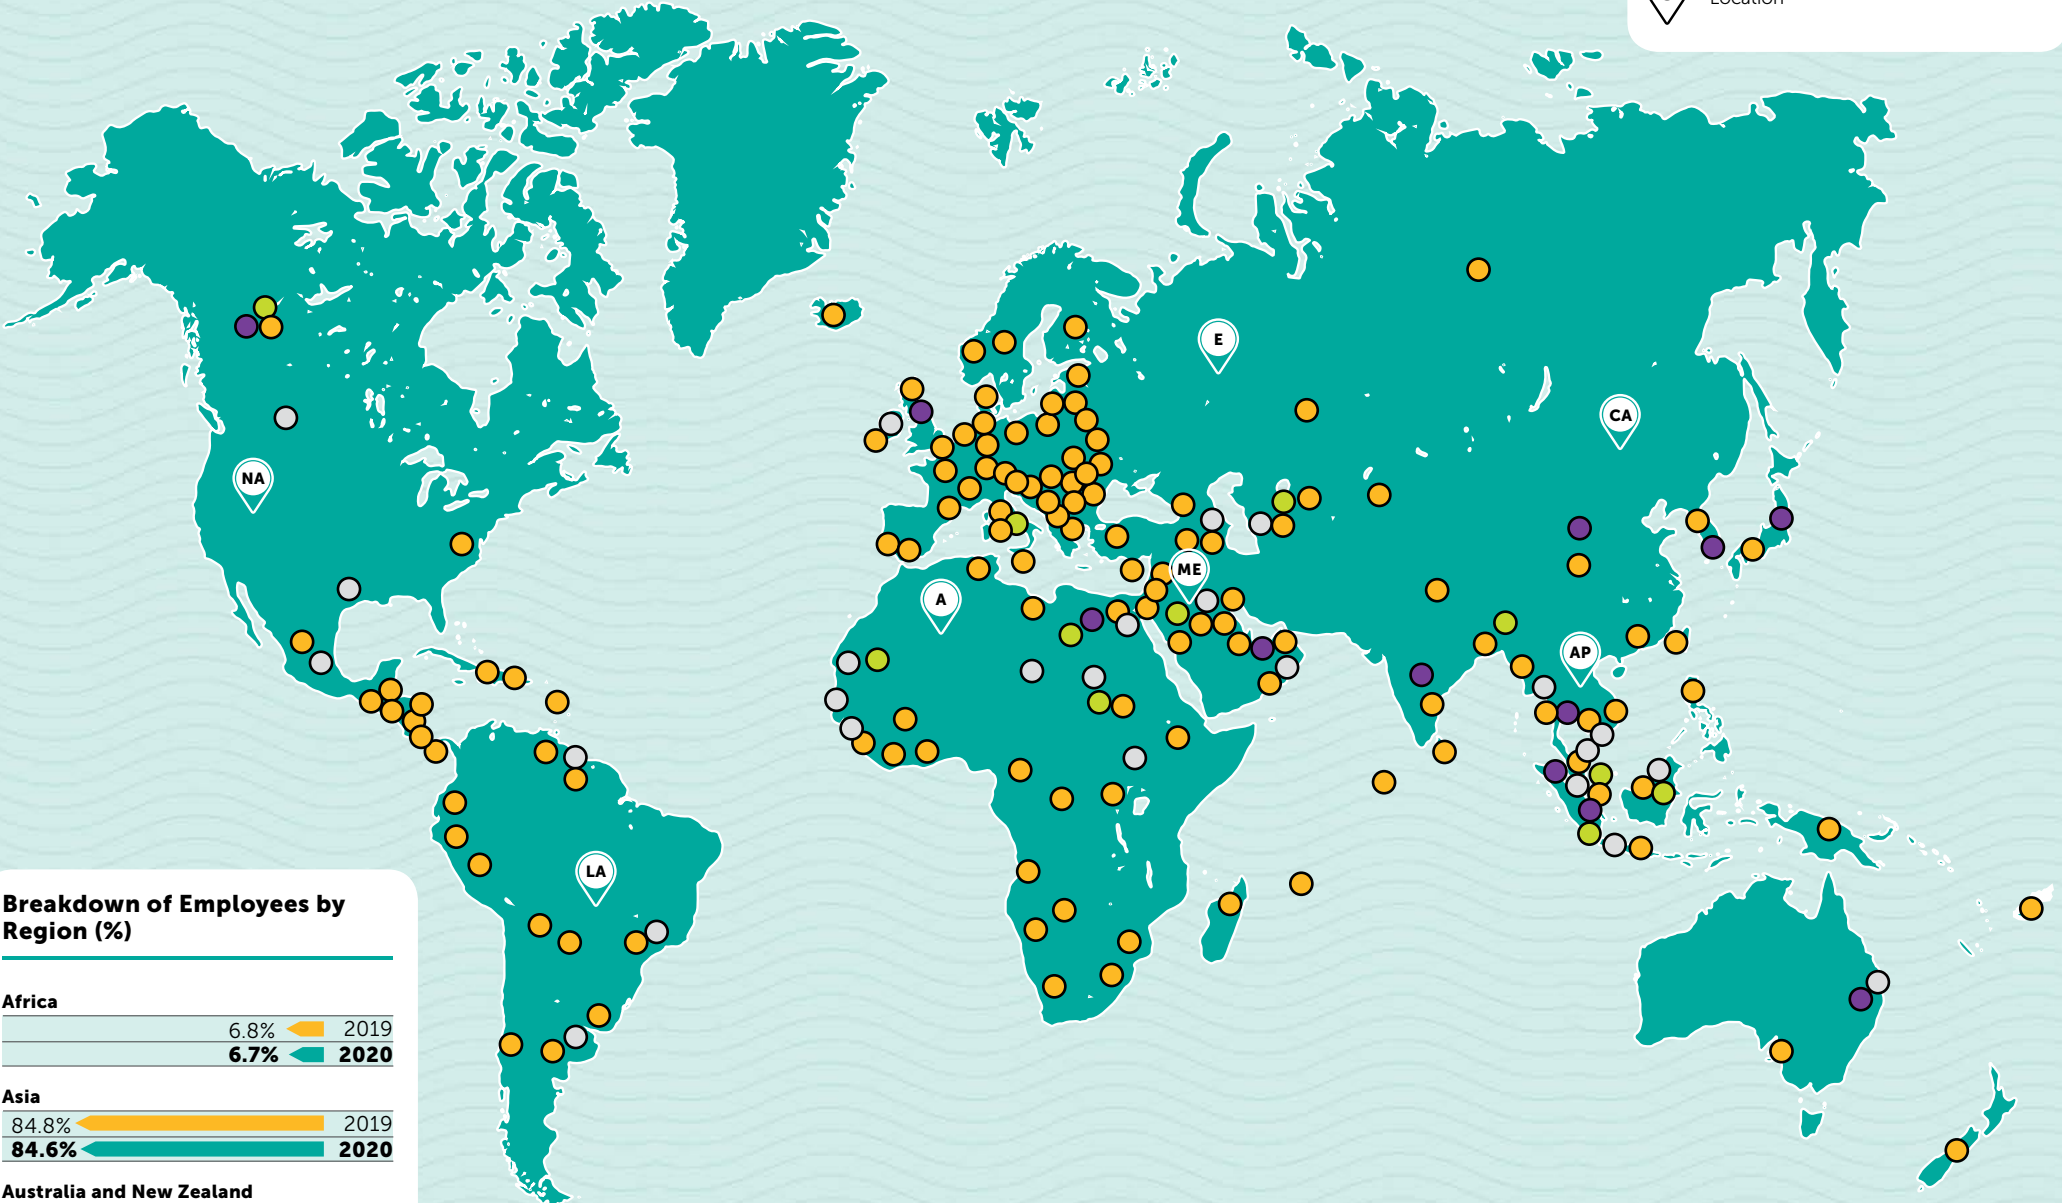 Location
E
CA
NA
ME
A
AP
LA
Breakdown of Employees by
Region (%)
Africa
6.8% 2019
6.7% 2020
Asia
84.8% 2019
84.6% 2020
Australia and New Zealand